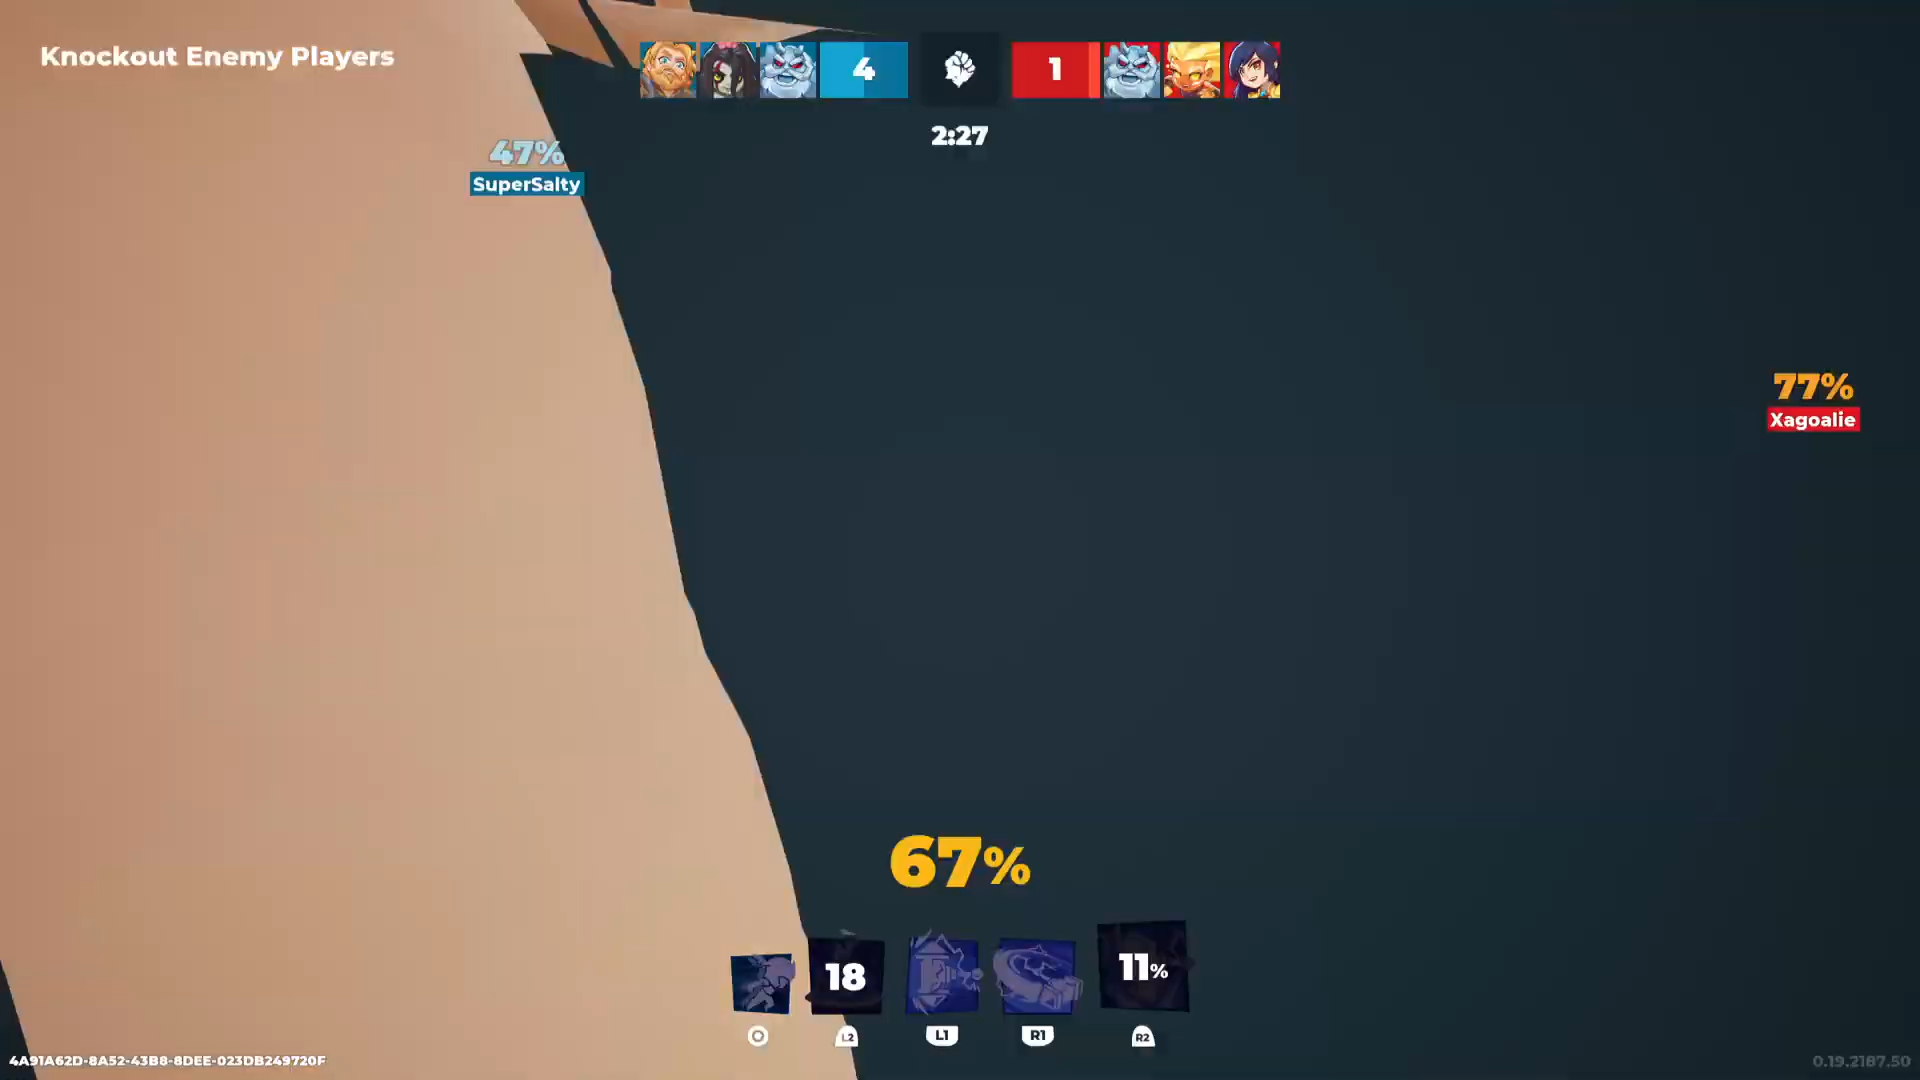 Knockout Enemy Players
4
1
2:27
47%
SuperSalty
77%
Xagoalie
67%
18
11%
L2
L1
R1
R2
4A91A62D-8A52-43B8-8DEE-023DB249720F
0.19.2187.50